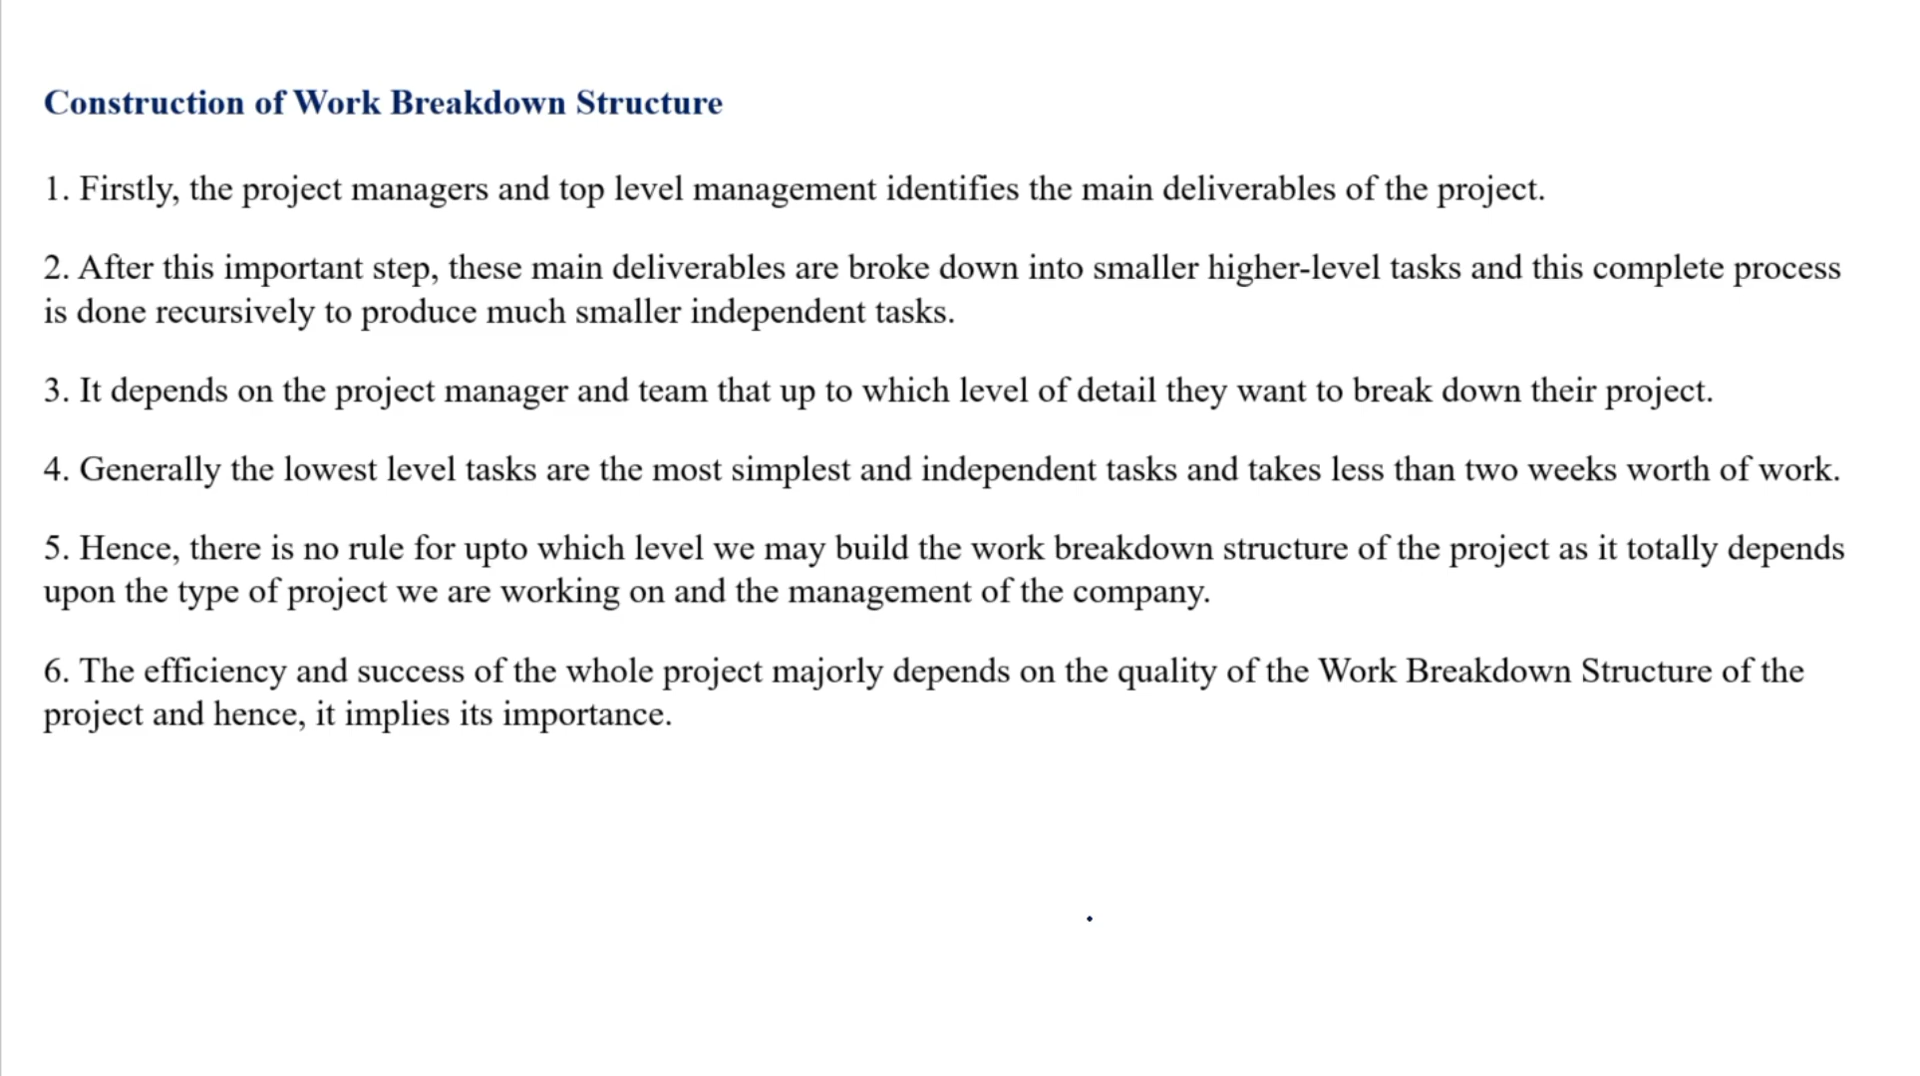 Construction of Work Breakdown Structure
1. Firstly, the project managers and top level management identifies the main deliverables of the project.
2. After this important step, these main deliverables are broke down into smaller higher-level tasks and this complete process
is done recursively to produce much smaller independent tasks.
3. It depends on the project manager and team that up to which level of detail they want to break down their project.
4. Generally the lowest level tasks are the most simplest and independent tasks and takes less than two weeks worth of work.
5. Hence, there is no rule for upto which level we may build the work breakdown structure of the project as it totally depends
upon the type of project we are working on and the management of the company.
6. The efficiency and success of the whole project majorly depends on the quality of the Work Breakdown Structure of the
project and hence, it implies its importance.